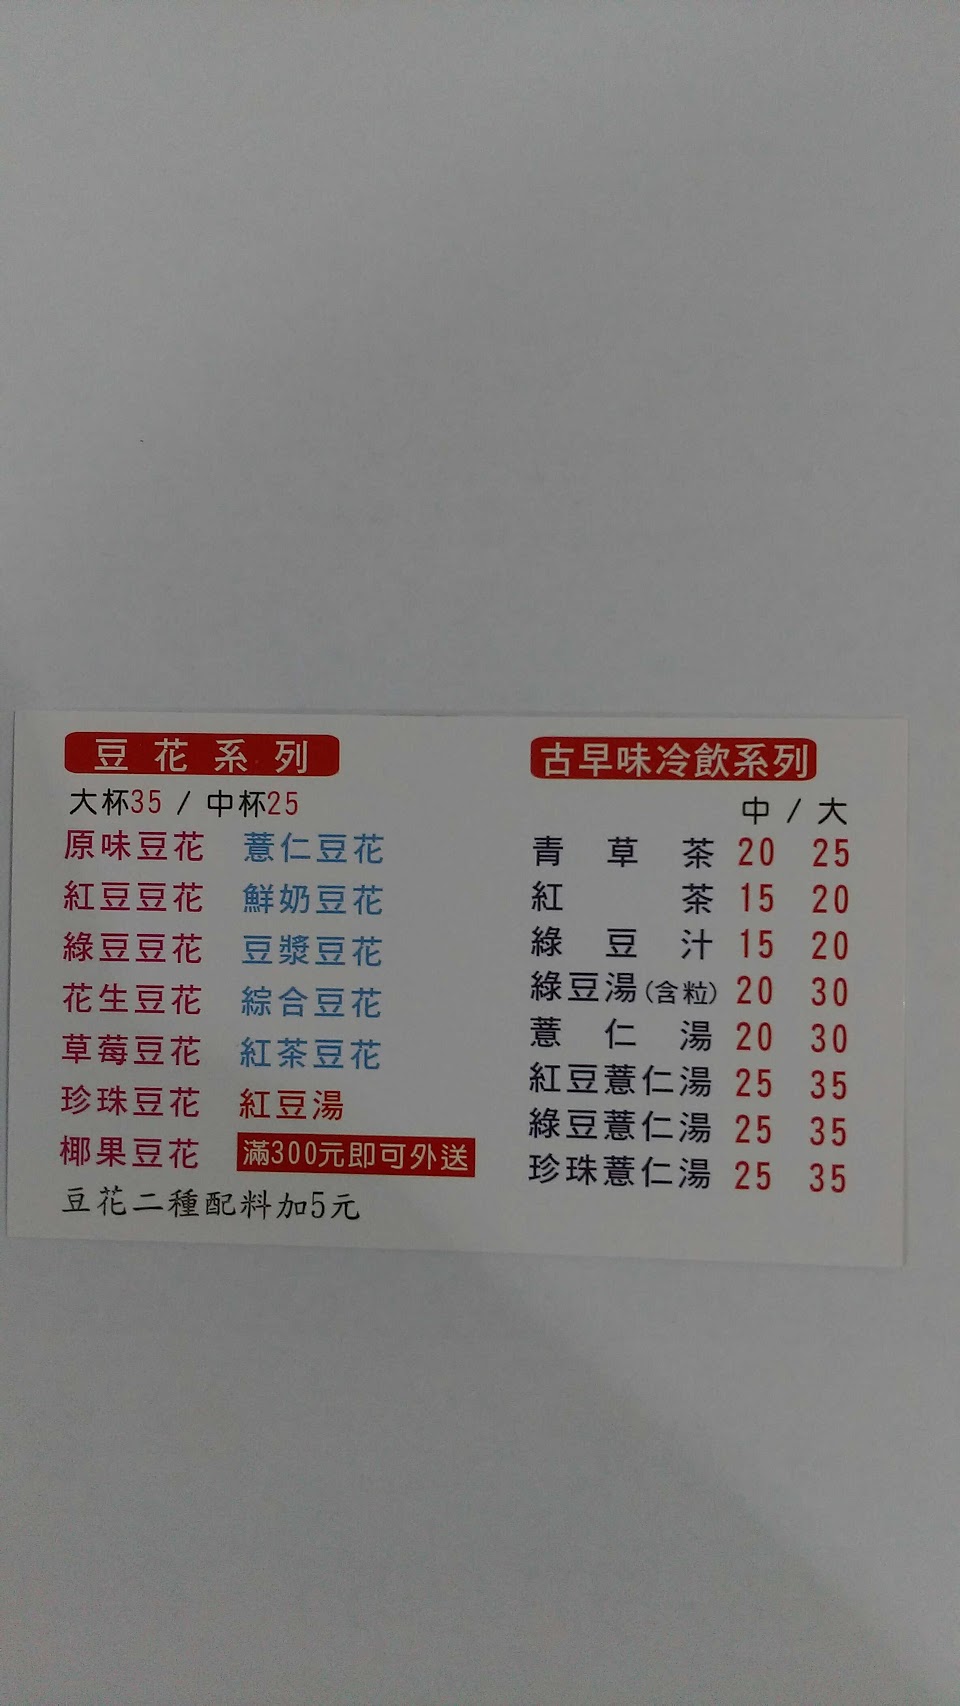 豆花系列
大杯35 / 中杯25
原味豆花 薏仁豆花
紅豆豆花 鮮奶豆花
綠豆豆花 豆漿豆花
花生豆花 綜合豆花
草莓豆花 紅茶豆花
珍珠豆花 紅豆湯
椰果豆花 滿300元即可外送
豆花二種配料加5元
古早味冷飲系列
中 / 大
青草茶 20 25
紅茶 15 20
綠豆汁 15 20
綠豆湯(含粒) 20 30
薏仁湯 20 30
紅豆薏仁湯 25 35
綠豆薏仁湯 25 35
珍珠薏仁湯 25 35